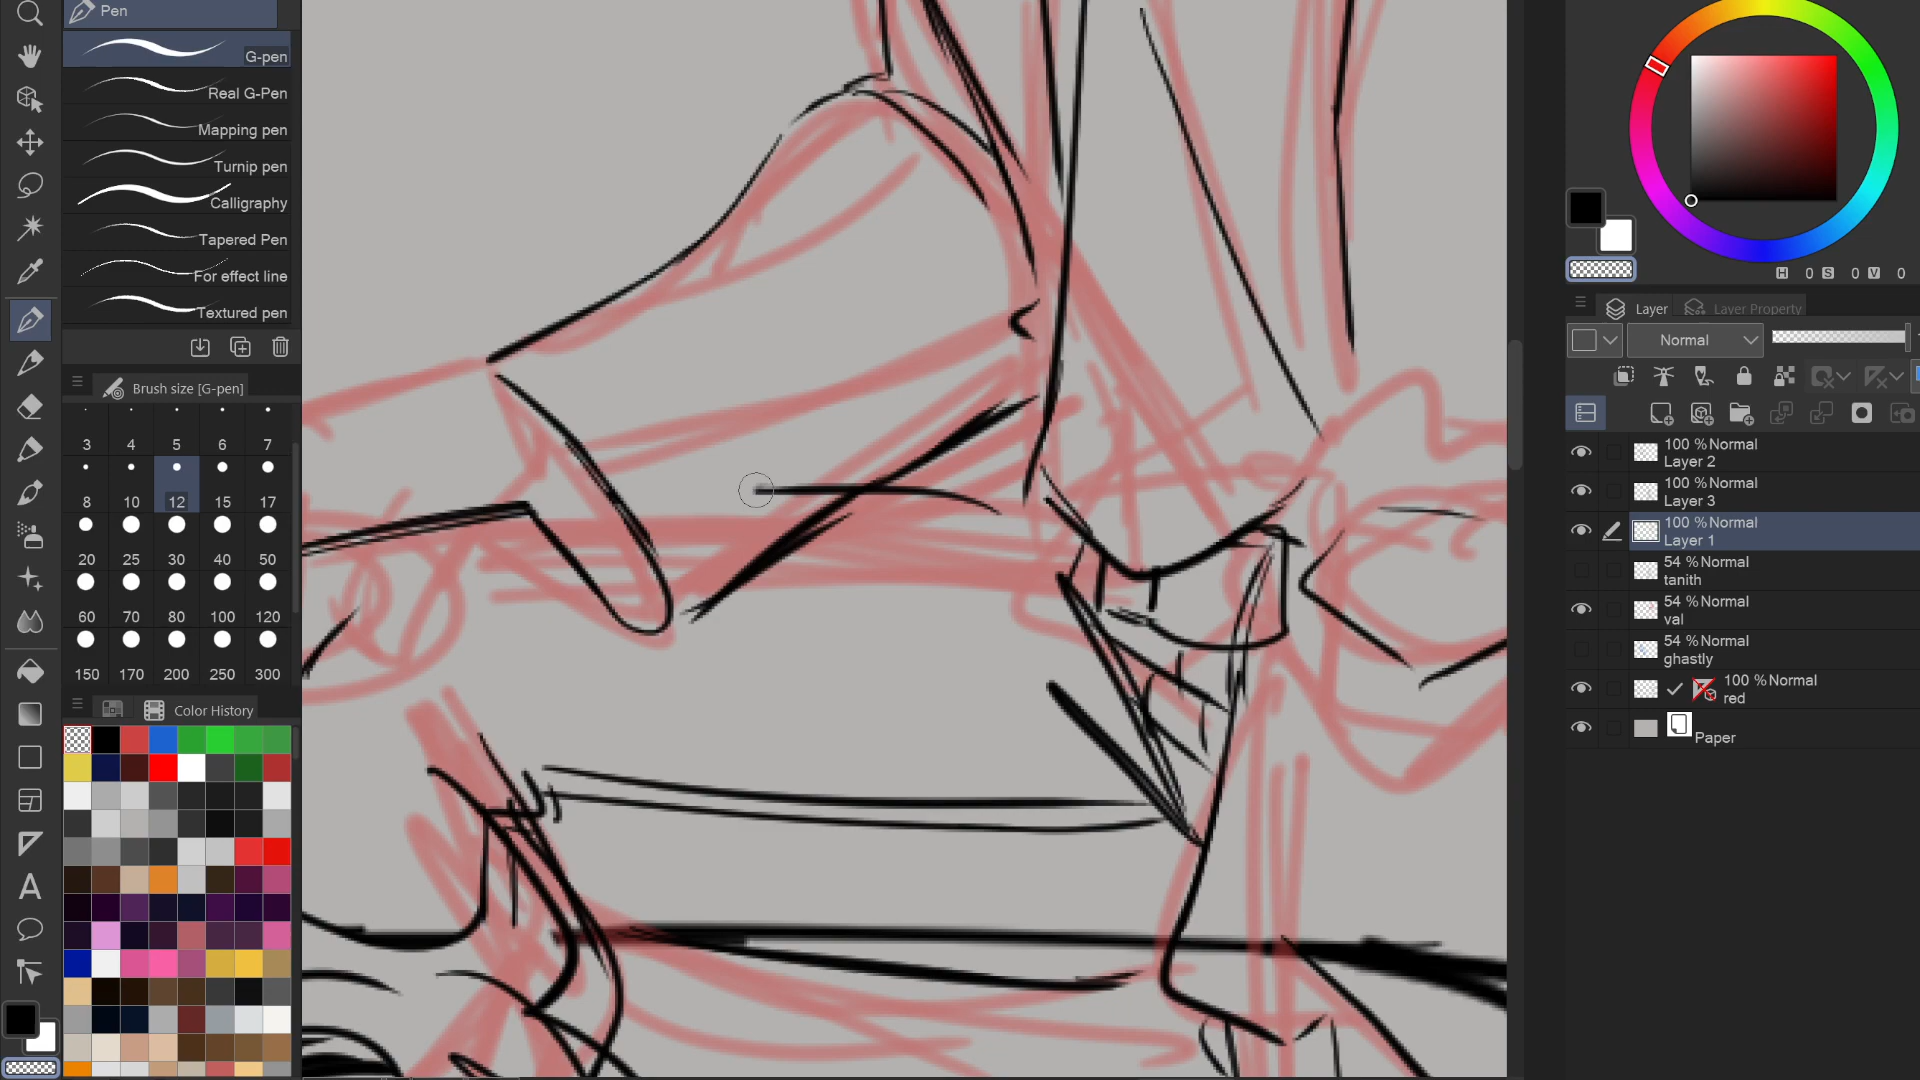 Pen
G-pen
Real G-Pen
Mapping pen
Turnip pen
Calligraphy
Tapered Pen
For effect line
Textured pen
Brush size [G-pen]
3 4 5 6 7
8 10 12 15 17
20 25 30 40 50
60 70 80 100 120
150 170 200 250 300
Color History
H 0 S 0 V 0
Layer Layer Property
Normal
100 % Normal
Layer 2
100 % Normal
Layer 3
100 % Normal
Layer 1
54 % Normal
tanith
54 % Normal
val
54 % Normal
ghastly
100 % Normal
red
Paper